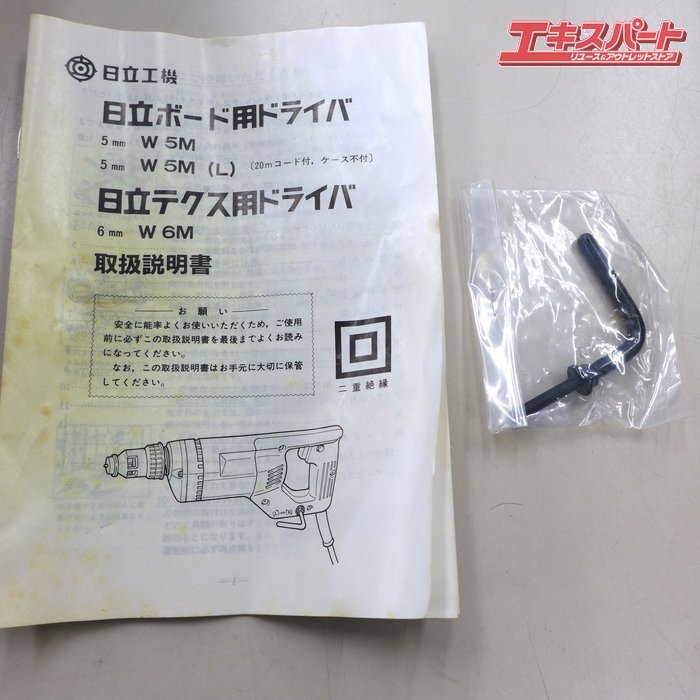 エキスパート
リユース&アウトレットストア
日立工機
日立ボード用ドライバ
5mm W 5M
5mm W 5M (L) 〔20mコード付,ケース不付〕
日立テクス用ドライバ
6mm W 6M
取扱説明書
お願い
安全に能率よくお使いいただくため,ご使用
前に必ずこの取扱説明書を最後までよくお読み
になってください。
なお,この取扱説明書はお手元に大切に保管
してください。
二重絶縁